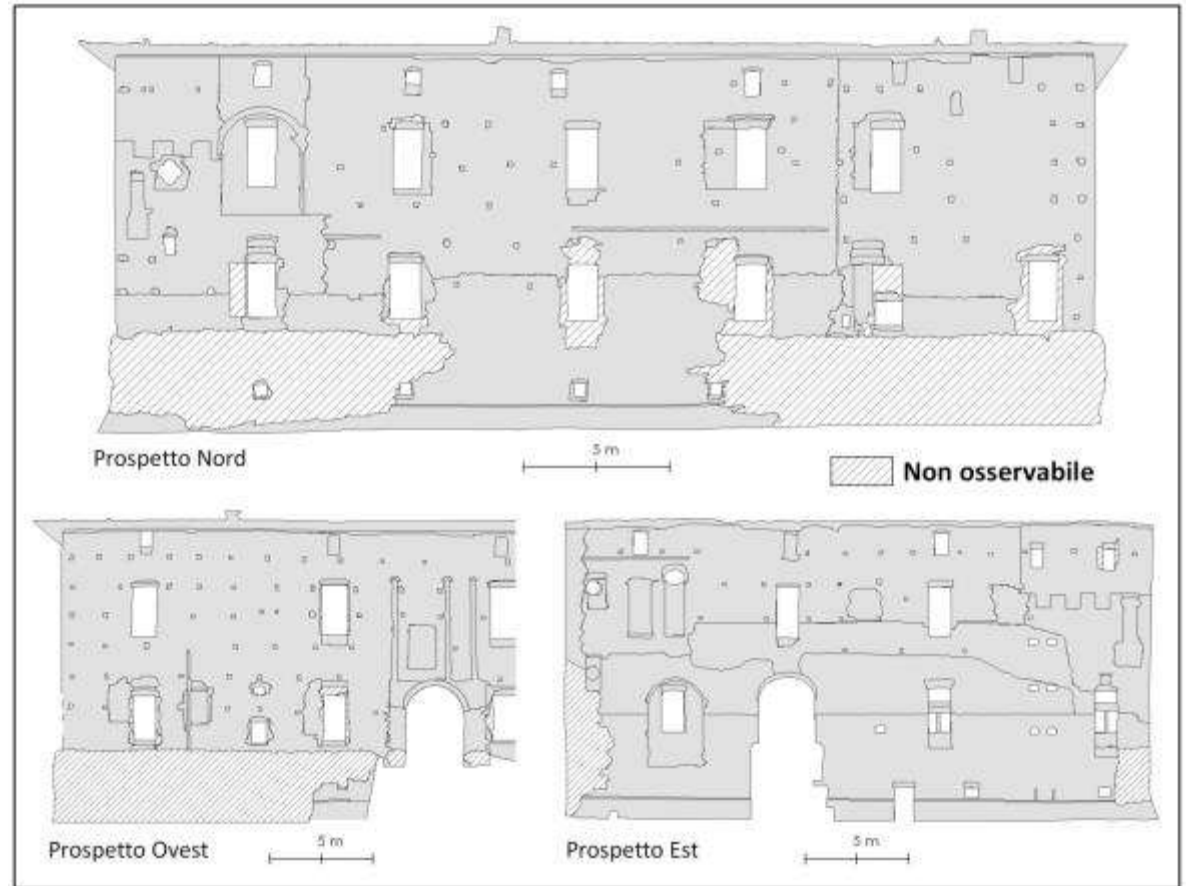 Prospetto Nord
5 m
Non osservabile
Prospetto Ovest
5 m
Prospetto Est
5 m